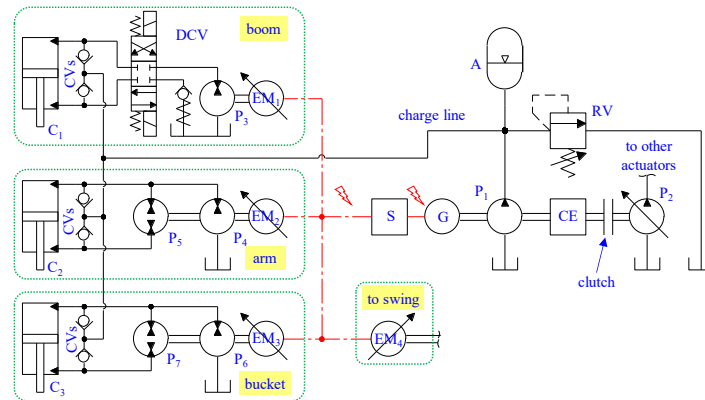 boom
DCV
CVs
C1
P3
EM1
A
RV
charge line
to other
actuators
CVs
C2
P5
P4
EM2
arm
S
G
P1
CE
P2
clutch
CVs
C3
P7
P6
EM3
bucket
to swing
EM4